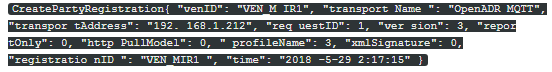 CreatePartyRegistration{ "venID": "VEN_M IR1", "transport Name ": "OpenADR MQTT",
"transpor tAddress": "192. 168.1.212", "req uestID": 1, "ver sion": 3, "repor
tOnly": 0, "http PullModel": 0, " profileName": 3, "xmlSignature": 0,
"registratio nID ": "VEN_MIR1 ", "time": "2018 -5-29 2:17:15" }